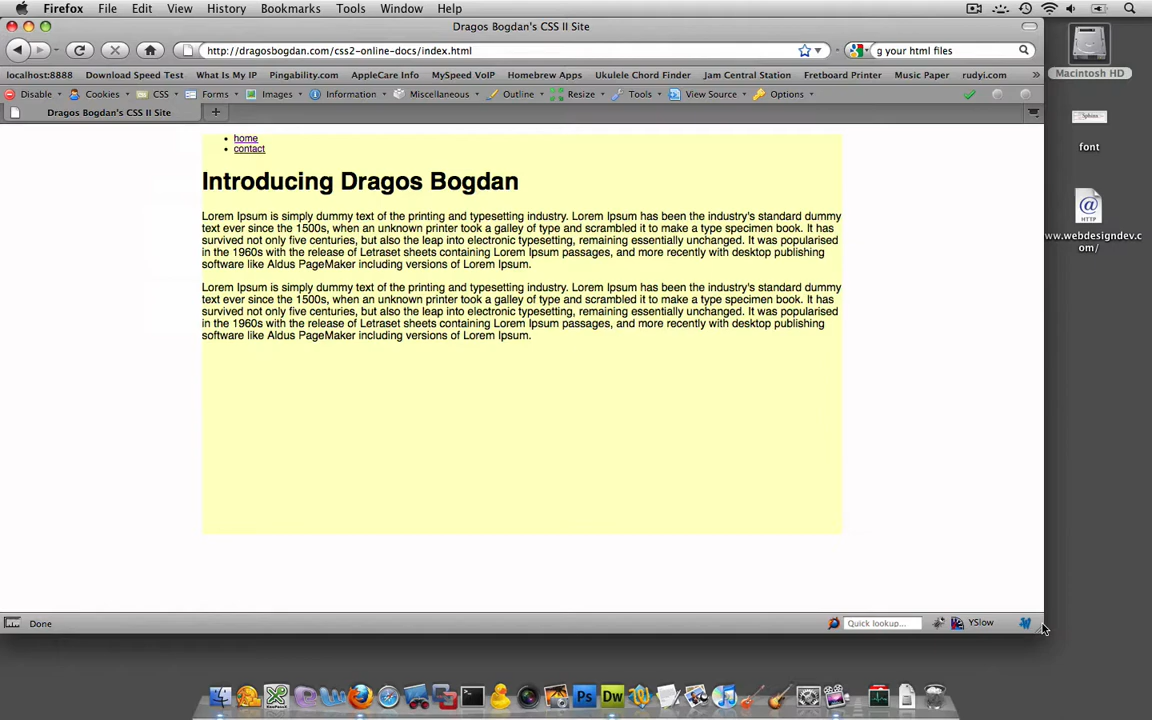 Firefox File Edit View History Bookmarks Tools Window Help
Dragos Bogdan's CSS II Site
http://dragosbogdan.com/css2-online-docs/index.html
g your html files
localhost:8888 Download Speed Test What Is My IP Pingability.com AppleCare Info MySpeed VoIP Homebrew Apps Ukulele Chord Finder Jam Central Station Fretboard Printer Music Paper rudyi.com »
Disable Cookies CSS Forms Images Information Miscellaneous Outline Resize Tools View Source Options
Dragos Bogdan's CSS II Site
home
contact
Introducing Dragos Bogdan
Lorem Ipsum is simply dummy text of the printing and typesetting industry. Lorem Ipsum has been the industry's standard dummy
text ever since the 1500s, when an unknown printer took a galley of type and scrambled it to make a type specimen book. It has
survived not only five centuries, but also the leap into electronic typesetting, remaining essentially unchanged. It was popularised
in the 1960s with the release of Letraset sheets containing Lorem Ipsum passages, and more recently with desktop publishing
software like Aldus PageMaker including versions of Lorem Ipsum.
Lorem Ipsum is simply dummy text of the printing and typesetting industry. Lorem Ipsum has been the industry's standard dummy
text ever since the 1500s, when an unknown printer took a galley of type and scrambled it to make a type specimen book. It has
survived not only five centuries, but also the leap into electronic typesetting, remaining essentially unchanged. It was popularised
in the 1960s with the release of Letraset sheets containing Lorem Ipsum passages, and more recently with desktop publishing
software like Aldus PageMaker including versions of Lorem Ipsum.
Done
Quick lookup...
YSlow
Macintosh HD
font
HTTP
www.webdesigndev.c
om/
Ps Dw